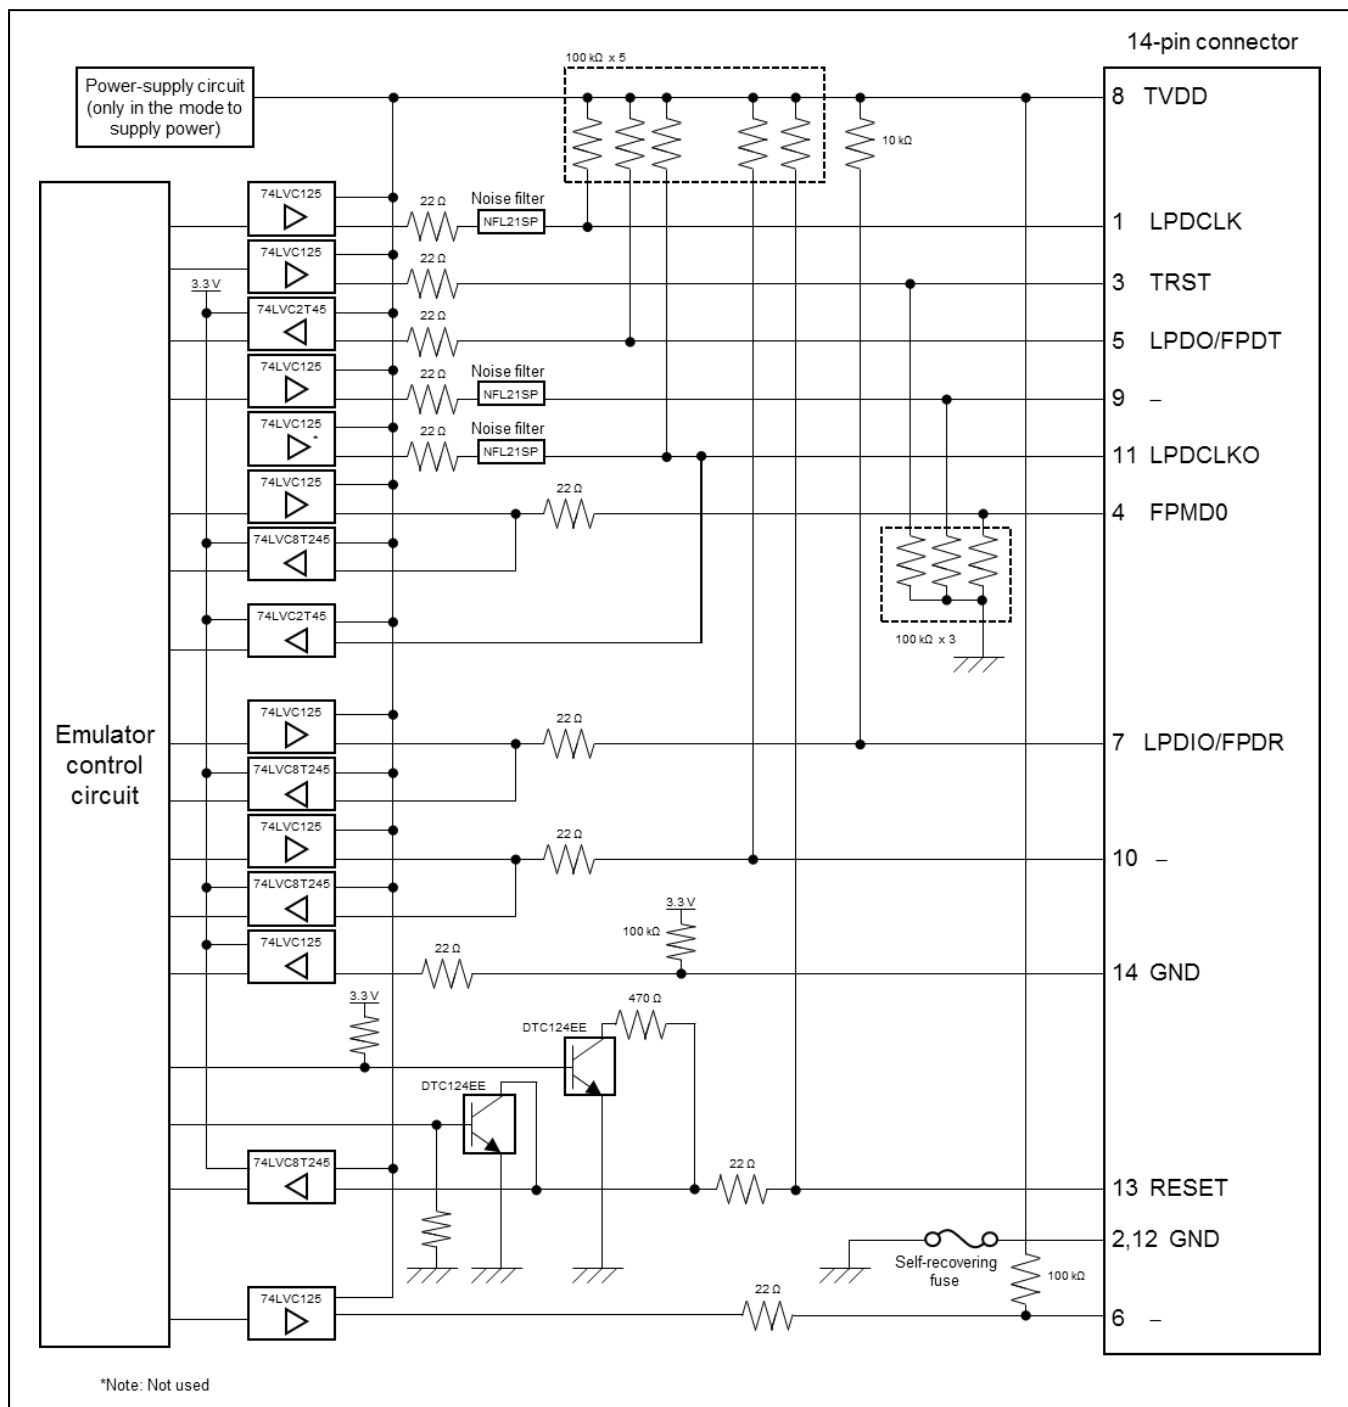 14-pin connector
100 kΩ x 5
Power-supply circuit
(only in the mode to
supply power)
8 TVDD
10 kΩ
74LVC125
22 Ω
Noise filter
NFL21SP
1 LPDCLK
74LVC125
22 Ω
3 TRST
3.3 V
74LVC2T45
22 Ω
5 LPDO/FPDT
74LVC125
22 Ω
Noise filter
NFL21SP
9 –
74LVC125
*
22 Ω
Noise filter
NFL21SP
11 LPDCLKO
74LVC125
22 Ω
4 FPMD0
74LVC8T245
74LVC2T45
100 kΩ x 3
Emulator
control
circuit
74LVC125
22 Ω
7 LPDIO/FPDR
74LVC8T245
74LVC125
22 Ω
10 –
74LVC8T245
3.3 V
100 kΩ
74LVC125
22 Ω
14 GND
3.3 V
470 Ω
DTC124EE
DTC124EE
74LVC8T245
22 Ω
13 RESET
2,12 GND
Self-recovering
fuse
100 kΩ
74LVC125
22 Ω
6 –
*Note: Not used